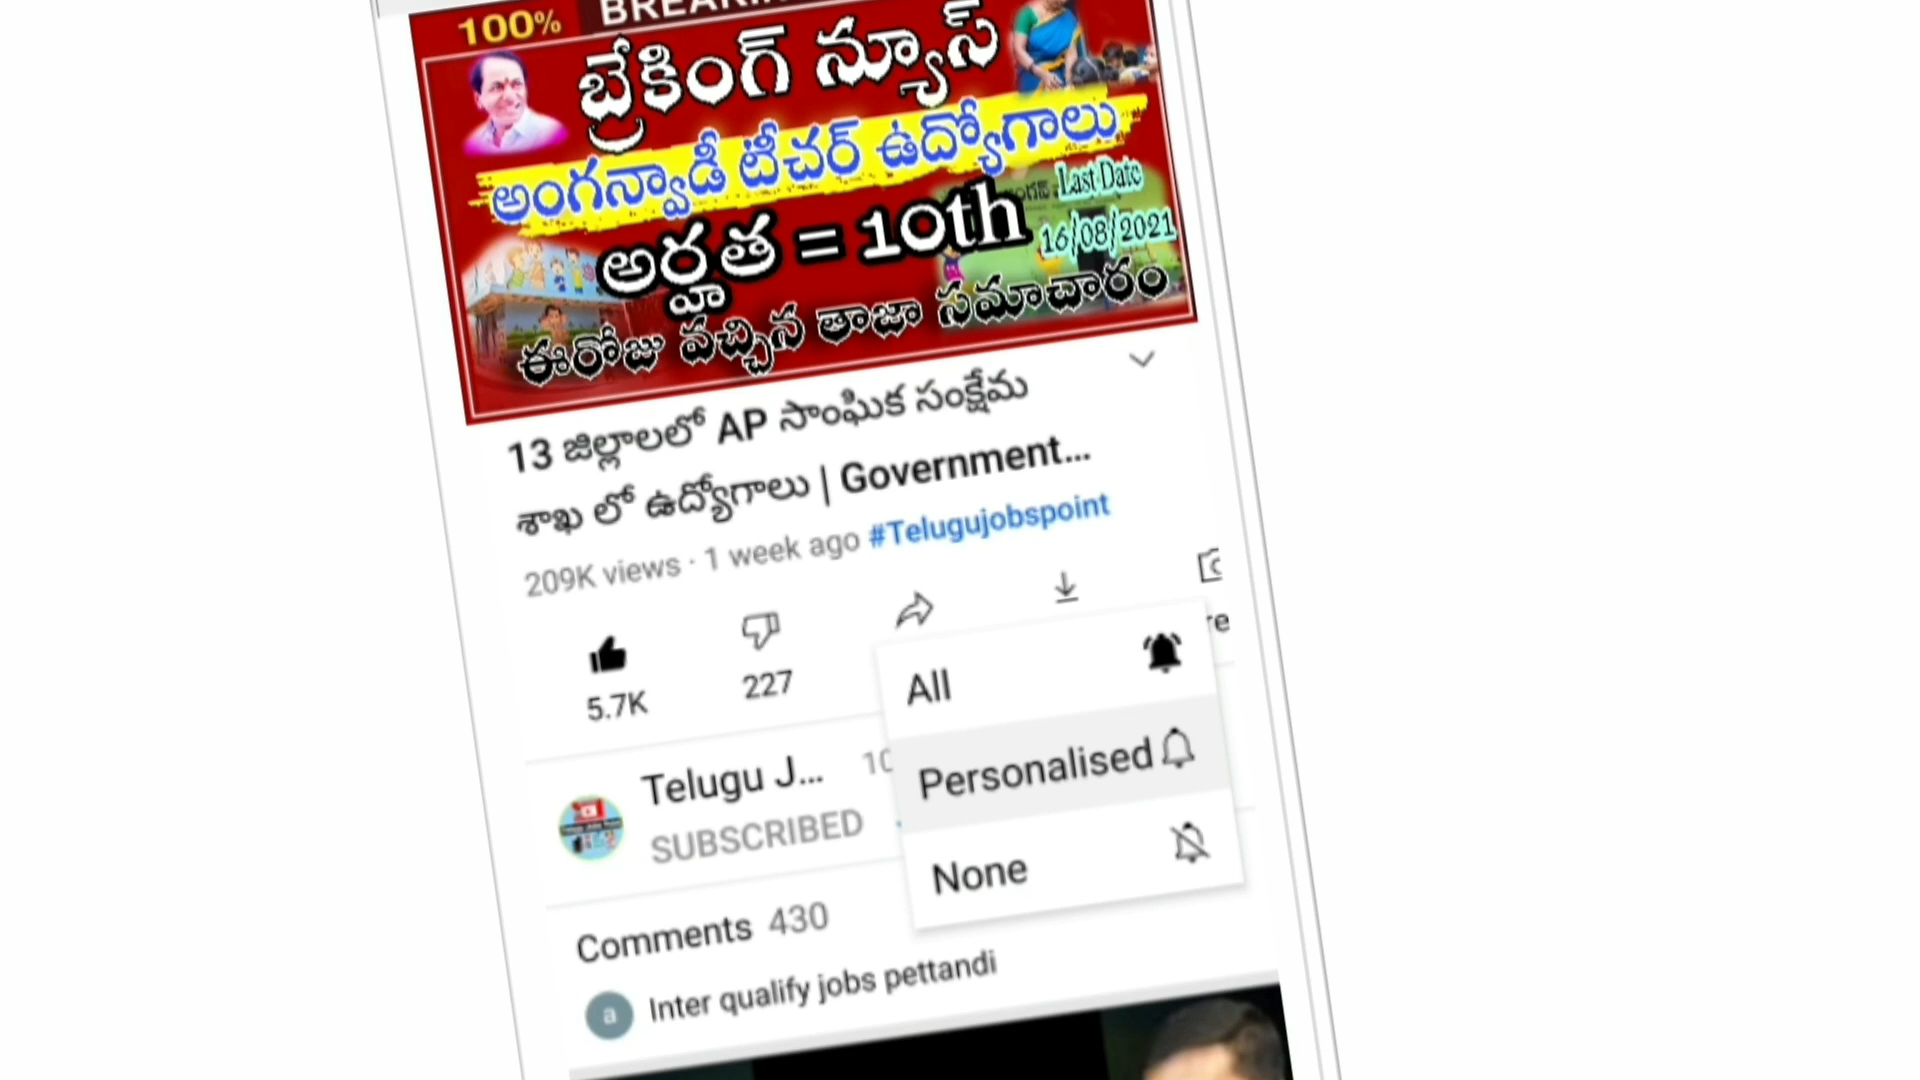 100%
బ్రేకింగ్ న్యూస్
అంగన్వాడీ టీచర్ ఉద్యోగాలు
Last Date
అర్హత = 10th
16/08/2021
ఈరోజు వచ్చిన తాజా సమాచారం
13 జిల్లాలలో AP సాంఘిక సంక్షేమ
శాఖ లో ఉద్యోగాలు | Government...
209K views · 1 week ago #Telugujobspoint
5.7K
227
All
Personalised
None
Telugu J...
SUBSCRIBED
Comments 430
a
Inter qualify jobs pettandi